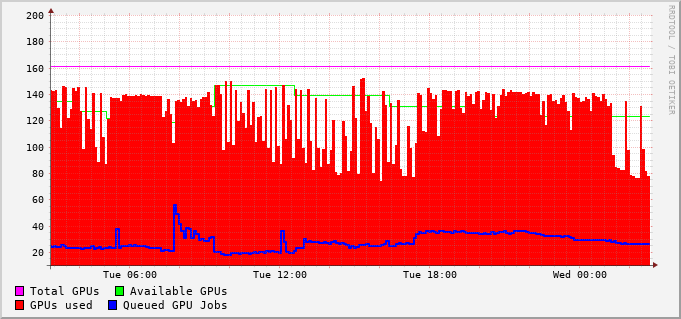 200
180
160
140
120
100
80
60
40
20
Tue 06:00 Tue 12:00 Tue 18:00 Wed 00:00
Total GPUs Available GPUs
GPUs used Queued GPU Jobs
RRDTOOL / TOBI OETIKER